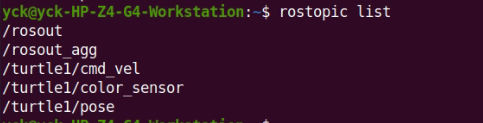 yck@yck-HP-Z4-G4-Workstation:~$ rostopic list
/rosout
/rosout_agg
/turtle1/cmd_vel
/turtle1/color_sensor
/turtle1/pose